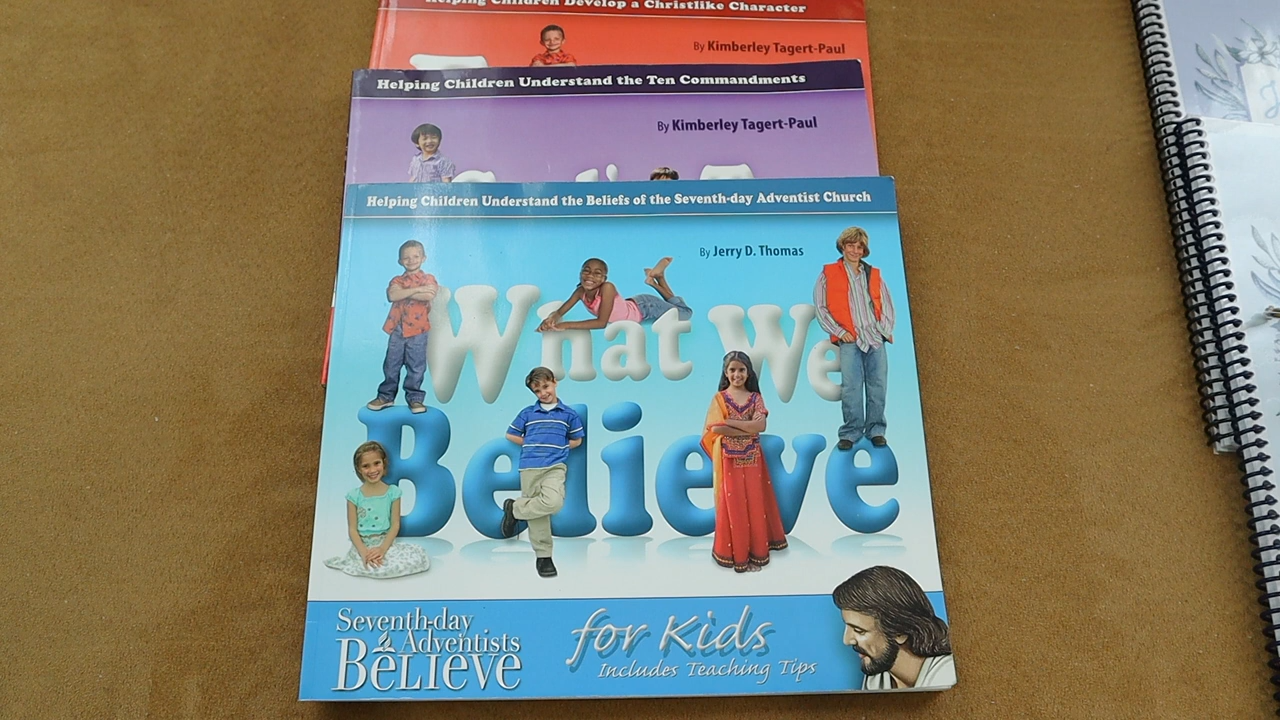 Helping Children Develop a Christlike Character
By Kimberley Tagert-Paul
Helping Children Understand the Ten Commandments
By Kimberley Tagert-Paul
Helping Children Understand the Beliefs of the Seventh-day Adventist Church
By Jerry D. Thomas
What We
Believe
Seventh-day
Adventists
BELIEVE
for Kids
Includes Teaching Tips